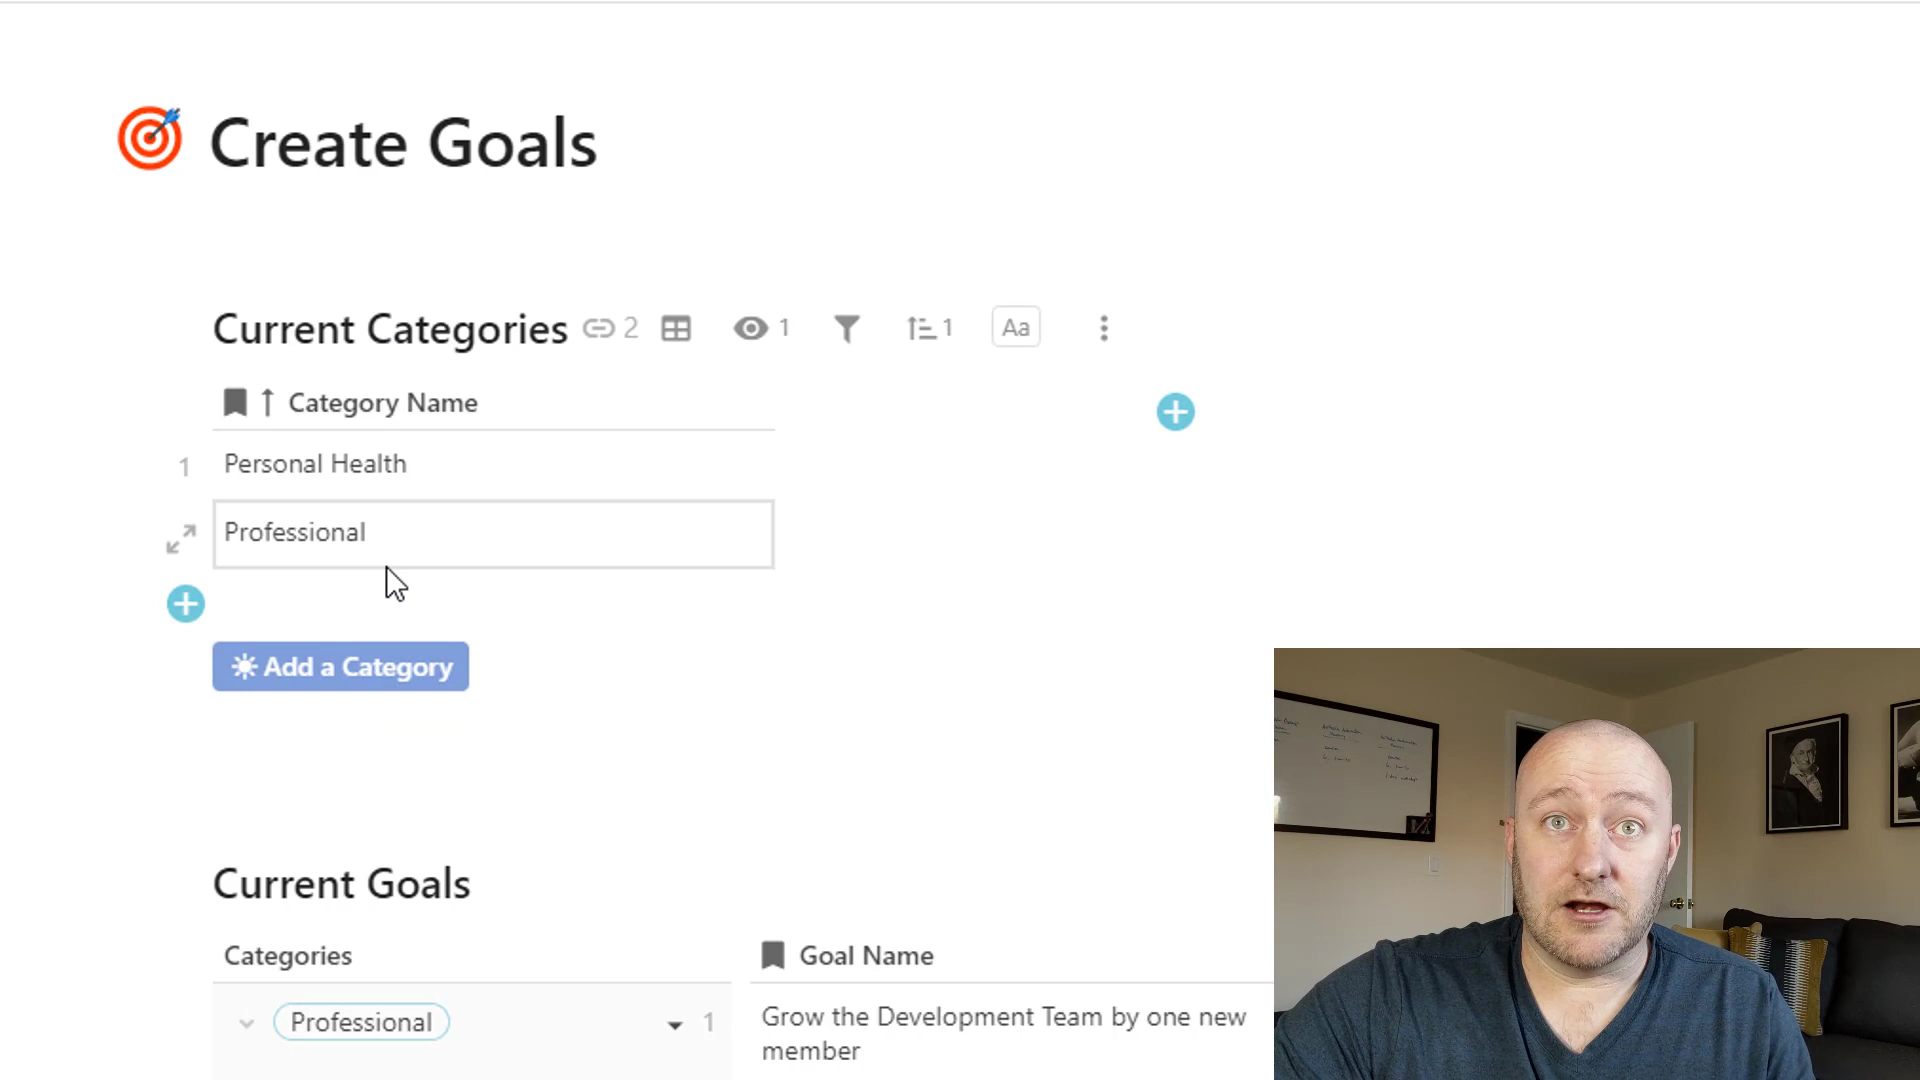 Create Goals
Current Categories 2 1 1 Aa
Category Name
1 Personal Health
Professional
Add a Category
Current Goals
Categories Goal Name
Professional 1 Grow the Development Team by one new
member